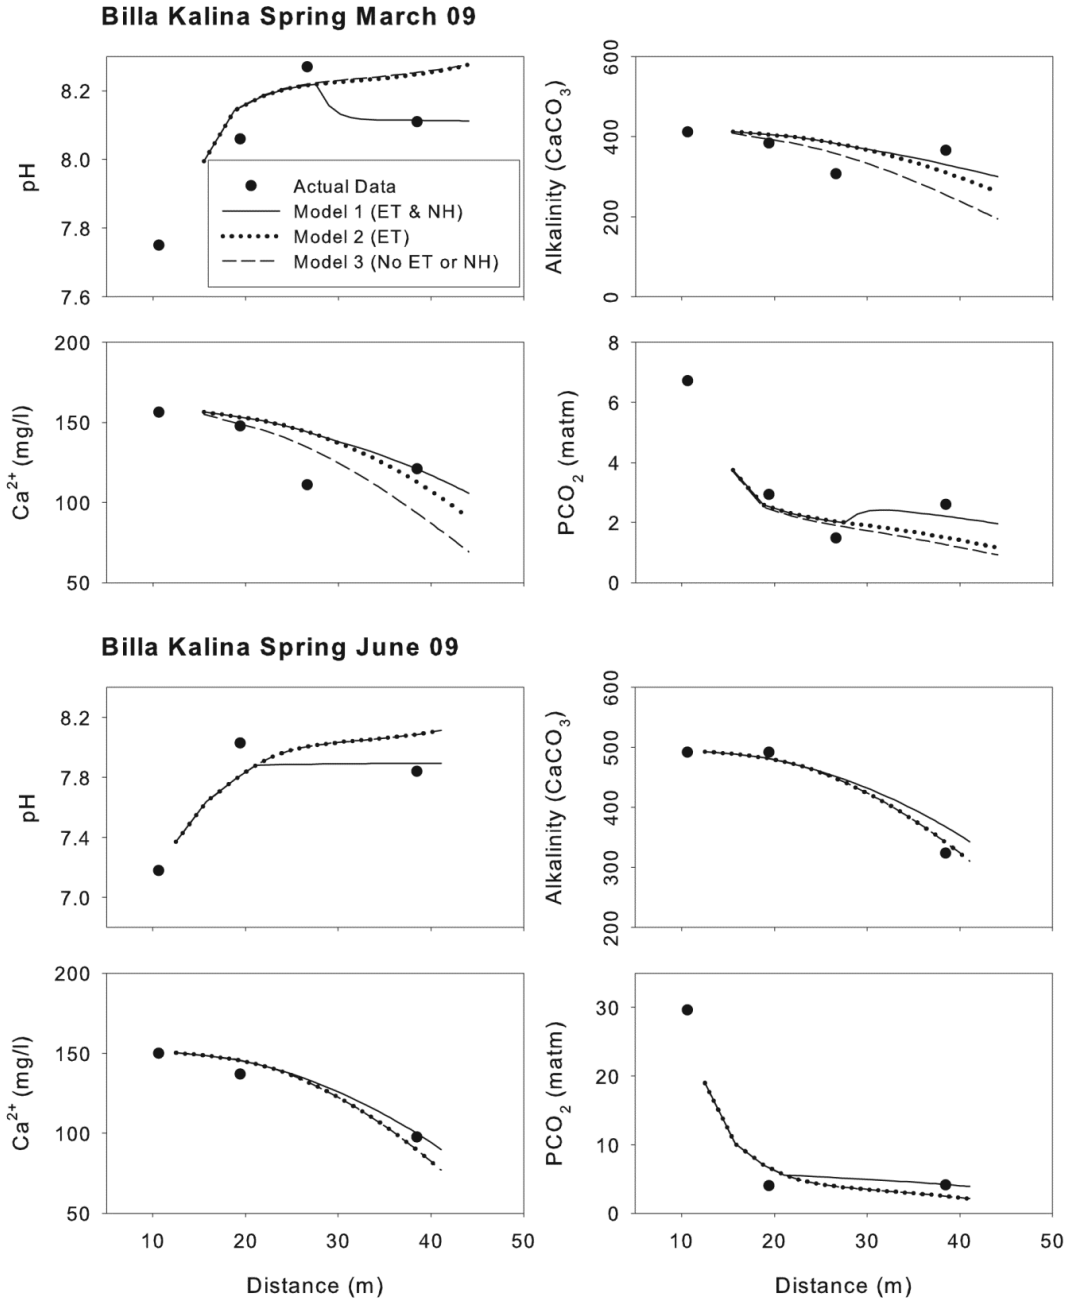 Billa Kalina Spring March 09
pH
8.2
8.0
7.8
7.6
Actual Data
Model 1 (ET & NH)
Model 2 (ET)
Model 3 (No ET or NH)
Alkalinity (CaCO3)
600
400
200
0
Ca2+ (mg/l)
200
150
100
50
PCO2 (matm)
8
6
4
2
0
Billa Kalina Spring June 09
pH
8.2
7.8
7.4
7.0
Alkalinity (CaCO3)
600
500
400
300
200
Ca2+ (mg/l)
200
150
100
50
10 20 30 40 50
Distance (m)
PCO2 (matm)
30
20
10
0
10 20 30 40 50
Distance (m)